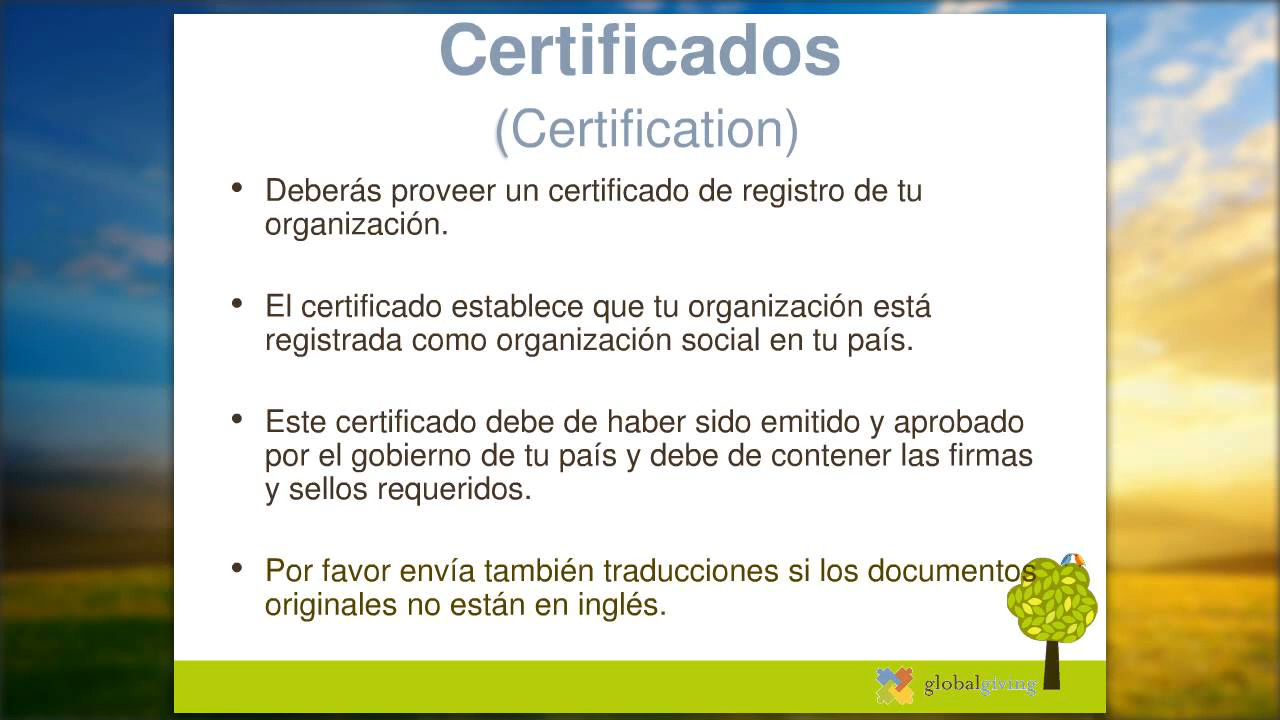 Certificados
(Certification)
• Deberás proveer un certificado de registro de tu
organización.
• El certificado establece que tu organización está
registrada como organización social en tu país.
• Este certificado debe de haber sido emitido y aprobado
por el gobierno de tu país y debe de contener las firmas
y sellos requeridos.
• Por favor envía también traducciones si los documentos
originales no están en inglés.
globalgiving